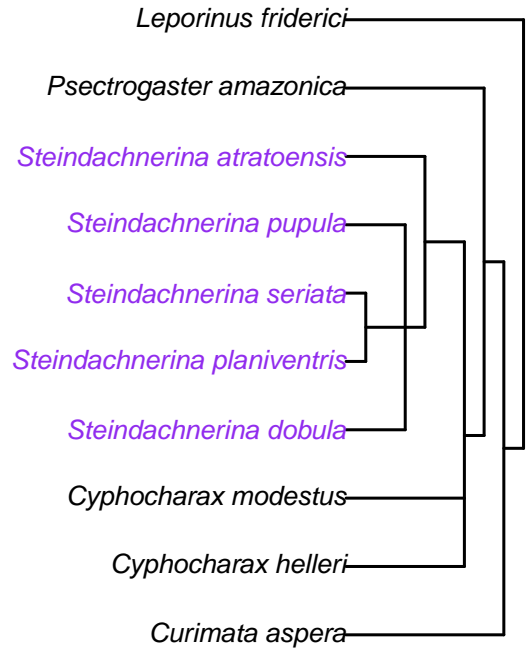 Leporinus friderici
Psectrogaster amazonica
Steindachnerina atratoensis
Steindachnerina pupula
Steindachnerina seriata
Steindachnerina planiventris
Steindachnerina dobula
Cyphocharax modestus
Cyphocharax helleri
Curimata aspera